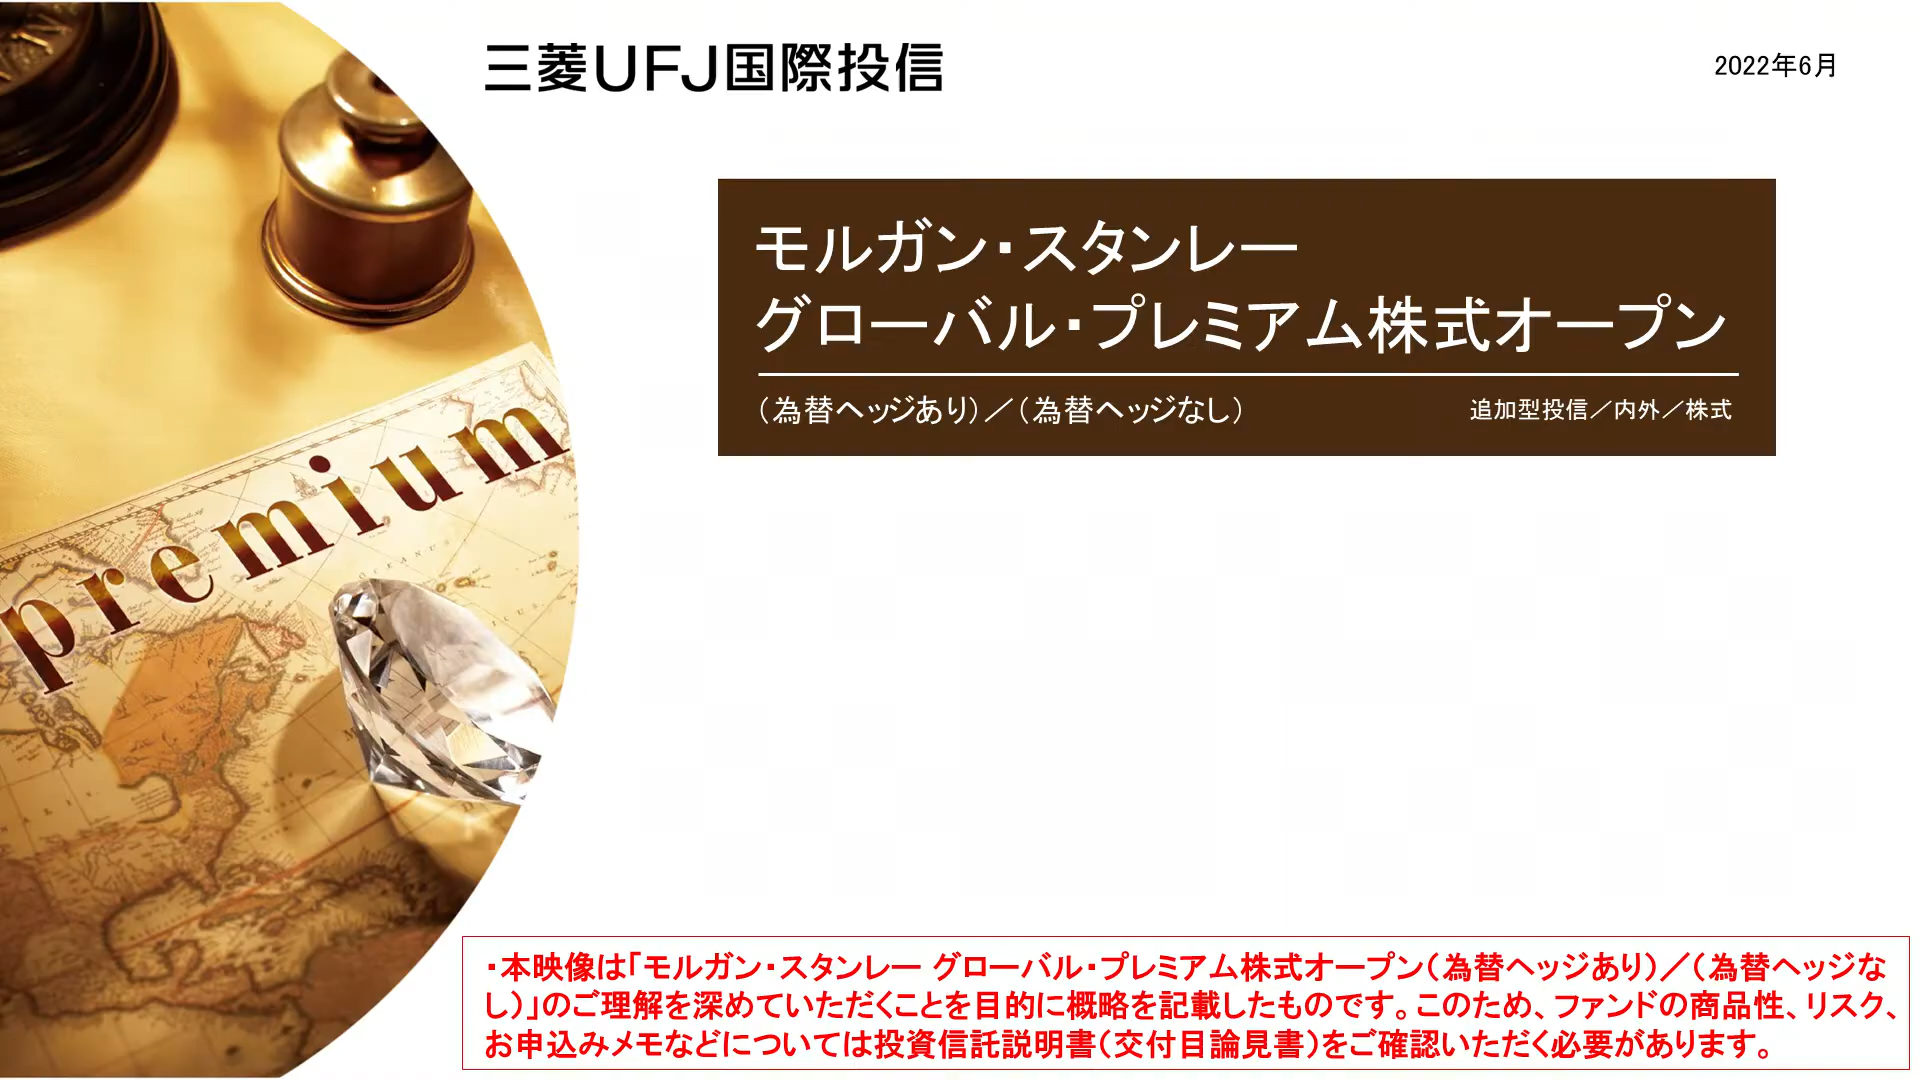 三菱UFJ国際投信
2022年6月
モルガン・スタンレー
グローバル・プレミアム株式オープン
（為替ヘッジあり）／（為替ヘッジなし）
追加型投信／内外／株式
premium
・本映像は「モルガン・スタンレー グローバル・プレミアム株式オープン（為替ヘッジあり）／（為替ヘッジな
し）」のご理解を深めていただくことを目的に概略を記載したものです。このため、ファンドの商品性、リスク、
お申込みメモなどについては投資信託説明書（交付目論見書）をご確認いただく必要があります。